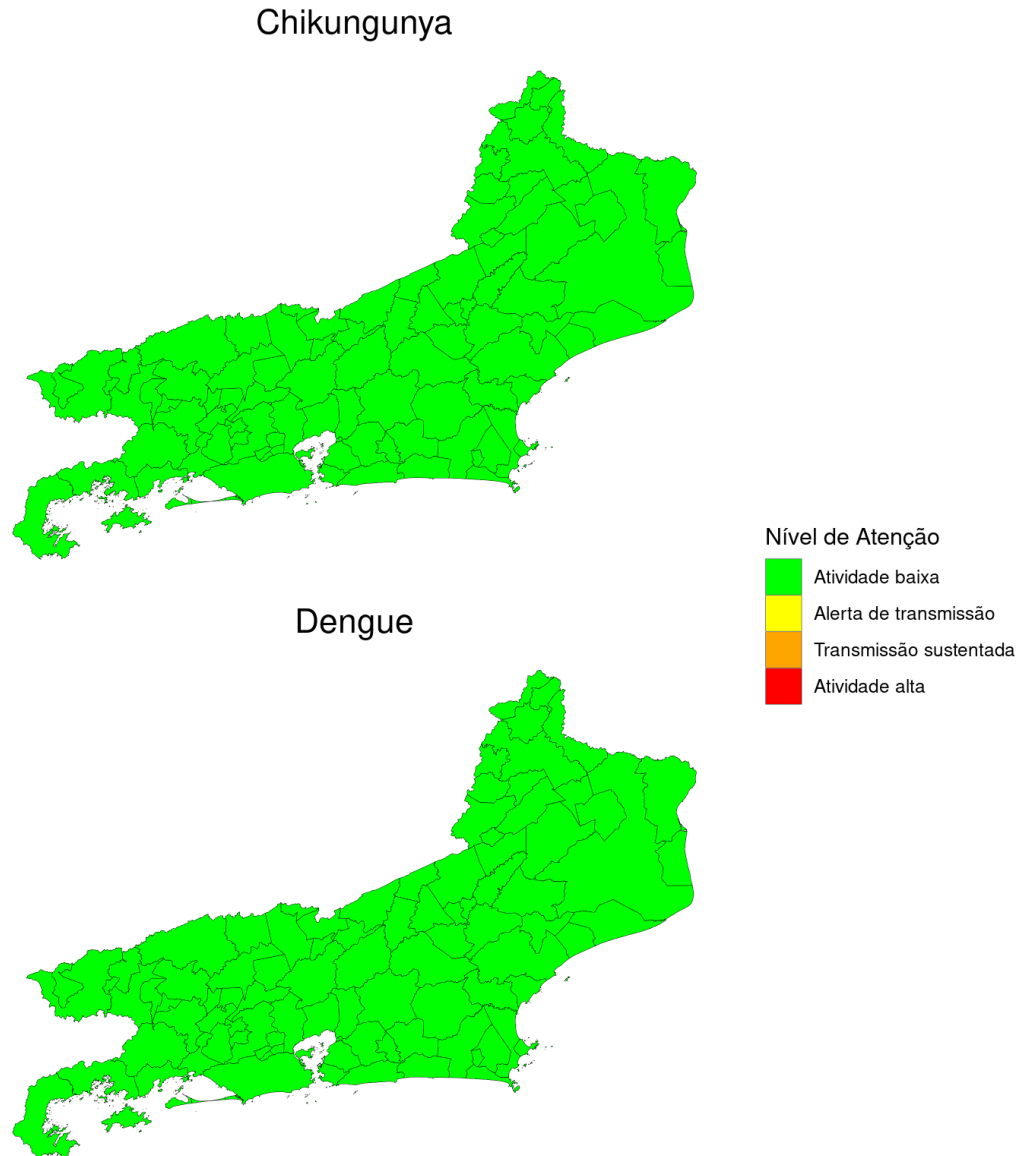 Chikungunya
Nível de Atenção
Atividade baixa
Alerta de transmissão
Transmissão sustentada
Atividade alta
Dengue